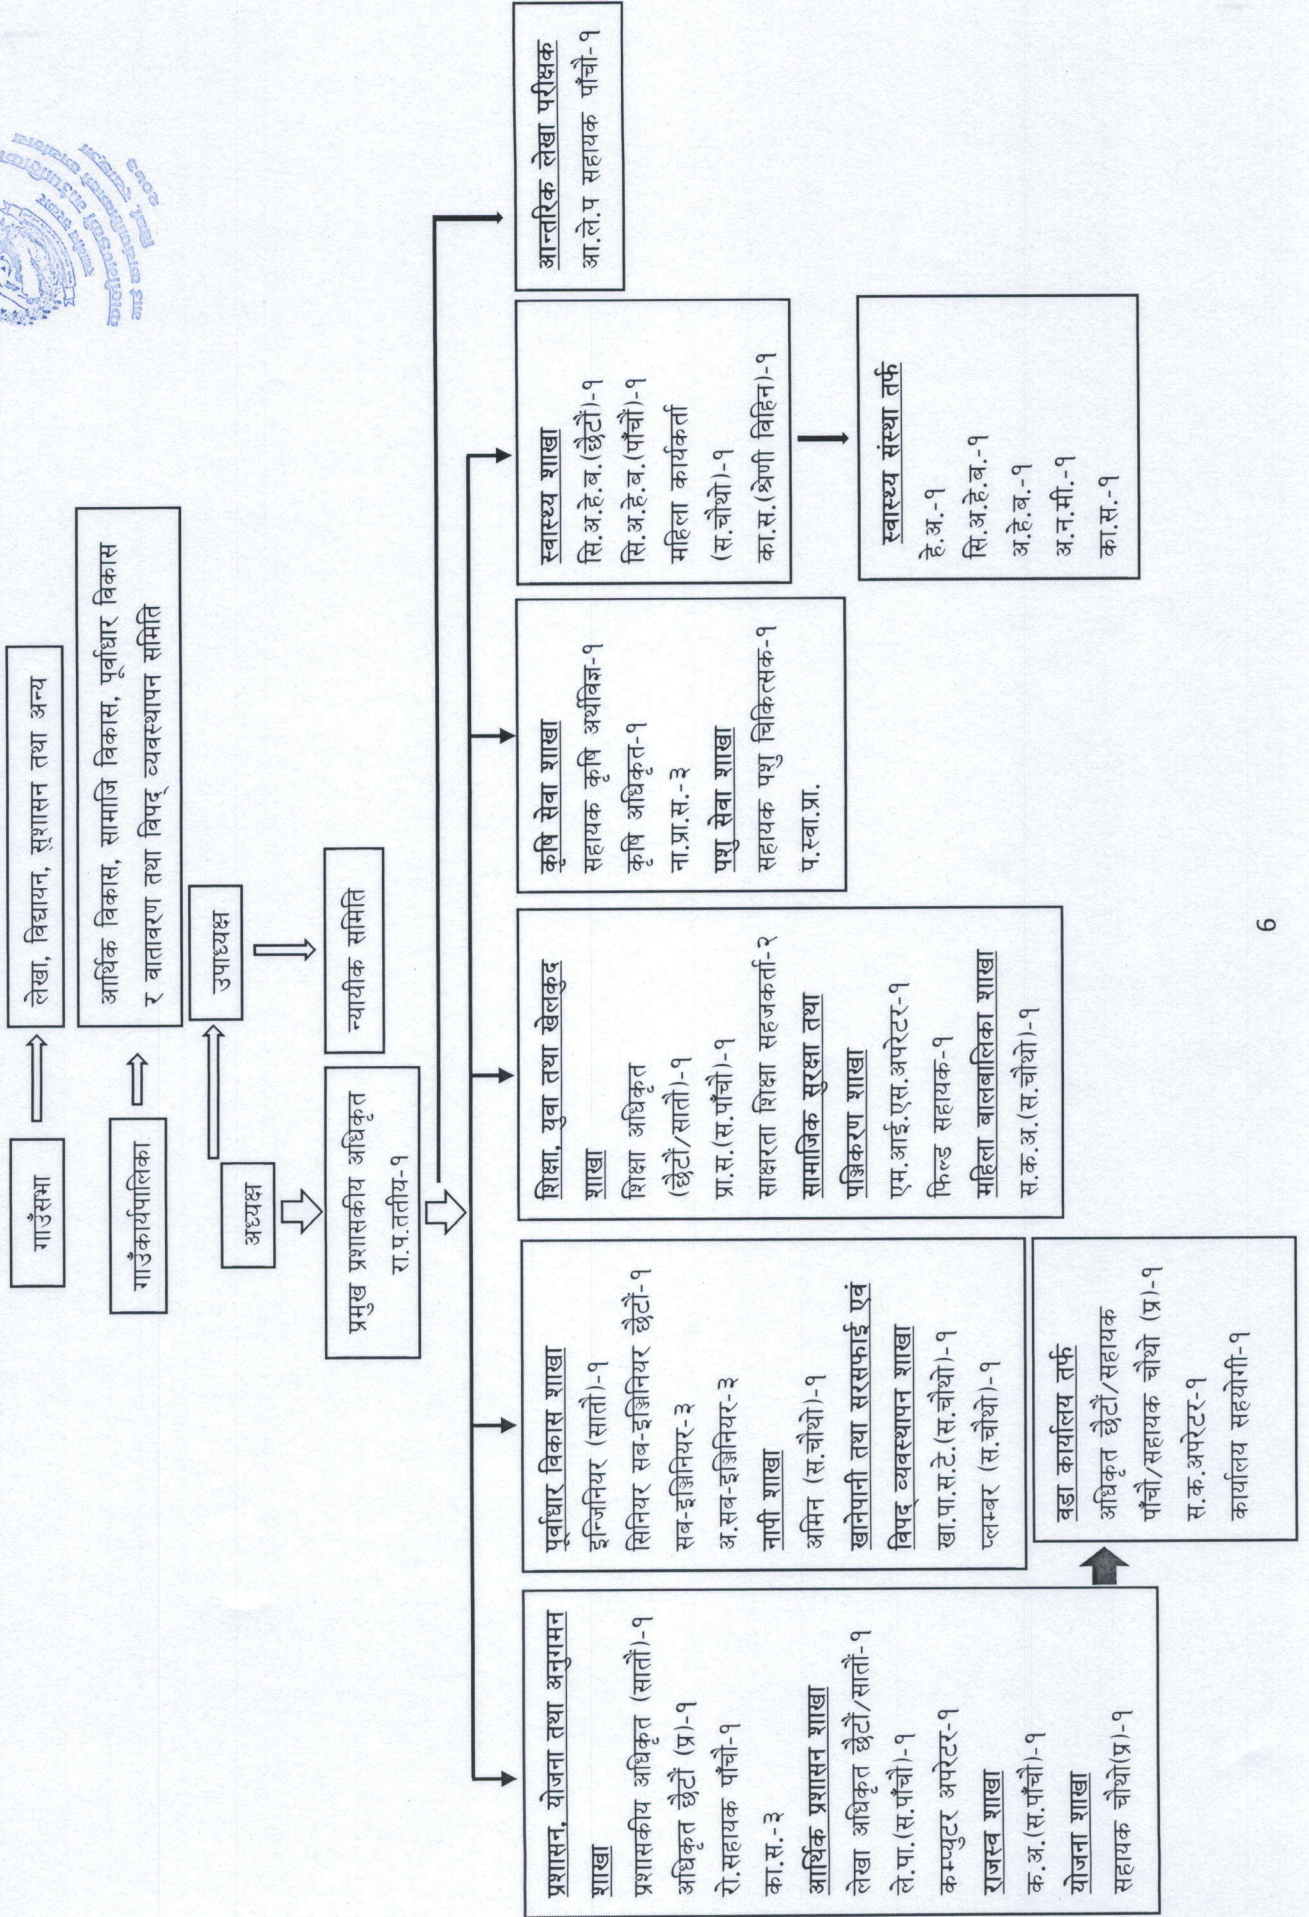 गाउँसभा
लेखा, विद्यायन, सुशासन तथा अन्य
गाउँकार्यपालिका
आर्थिक विकास, सामाजि विकास, पूर्वाधार विकास
र वातावरण तथा विपद् व्यवस्थापन समिति
अध्यक्ष
उपाध्यक्ष
प्रमुख प्रशासकीय अधिकृत
रा.प.ततीय-१
न्यायीक समिति
प्रशासन, योजना तथा अनुगमन
शाखा
प्रशासकीय अधिकृत (सातौं)-१
अधिकृत छैटौं (प्र)-१
रो.सहायक पाँचौ-१
का.स.-३
आर्थिक प्रशासन शाखा
लेखा अधिकृत छैटौं/सातौं-१
ले.पा.(स.पाँचौ)-१
कम्प्युटर अपरेटर-१
राजस्व शाखा
क.अ.(स.पाँचौ)-१
योजना शाखा
सहायक चौथो(प्र)-१
पूर्वाधार विकास शाखा
इन्जिनियर (सातौ)-१
सिनियर सब-इञ्जिनियर छैटौं-१
सब-इञ्जिनियर-३
अ.सब-इञ्जिनियर-३
नापी शाखा
अमिन (स.चौथो)-१
खानेपानी तथा सरसफाई एवं
विपद् व्यवस्थापन शाखा
खा.पा.स.टे.(स.चौथो)-१
प्लम्बर (स.चौथो)-१
वडा कार्यालय तर्फ
अधिकृत छैटौं/सहायक
पाँचौ/सहायक चौथो (प्र)-१
स.क.अपरेटर-१
कार्यालय सहयोगी-१
शिक्षा, युवा तथा खेलकुद
शाखा
शिक्षा अधिकृत
(छैटौं/सातौ)-१
प्रा.स.(स.पाँचौ)-१
साक्षरता शिक्षा सहजकर्ता-२
सामाजिक सुरक्षा तथा
पञ्जिकरण शाखा
एम.आई.एस.अपरेटर-१
फिल्ड सहायक-१
महिला बालबालिका शाखा
स.क.अ.(स.चौथो)-१
कृषि सेवा शाखा
सहायक कृषि अर्थविज्ञ-१
कृषि अधिकृत-१
ना.प्रा.स.-३
पशु सेवा शाखा
सहायक पशु चिकित्सक-१
प.स्वा.प्रा.
स्वास्थ्य शाखा
सि.अ.हे.ब.(छैटौं)-१
सि.अ.हे.ब.(पाँचौं)-१
महिला कार्यकर्ता
(स.चौथो)-१
का.स.(श्रेणी विहिन)-१
स्वास्थ्य संस्था तर्फ
हे.अ.-१
सि.अ.हे.ब.-१
अ.हे.ब.-१
अ.न.मी.-१
का.स.-१
आन्तरिक लेखा परीक्षक
आ.ले.प सहायक पाँचौ-१
6